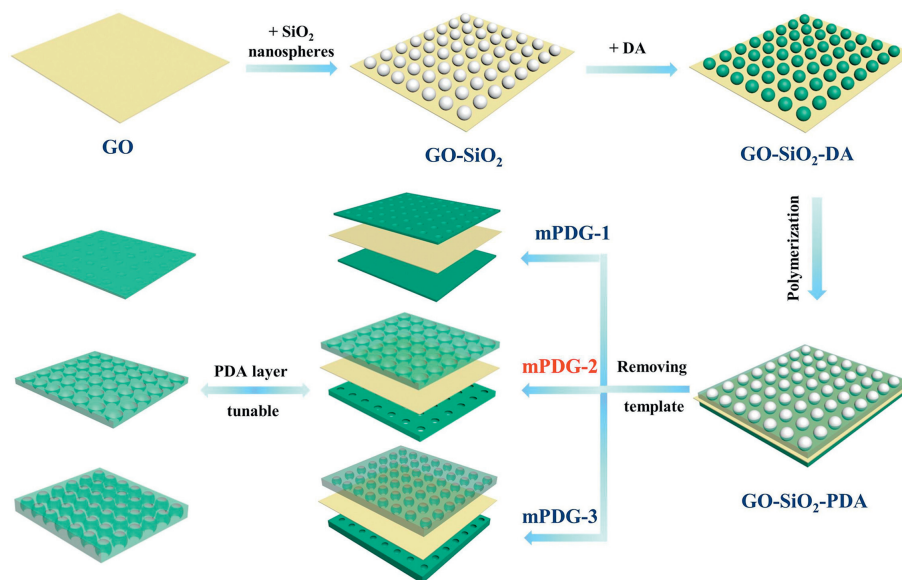 + SiO₂
nanospheres
+ DA
GO
GO-SiO₂
GO-SiO₂-DA
Polymerization
mPDG-1
PDA layer
tunable
mPDG-2
Removing
template
mPDG-3
GO-SiO₂-PDA